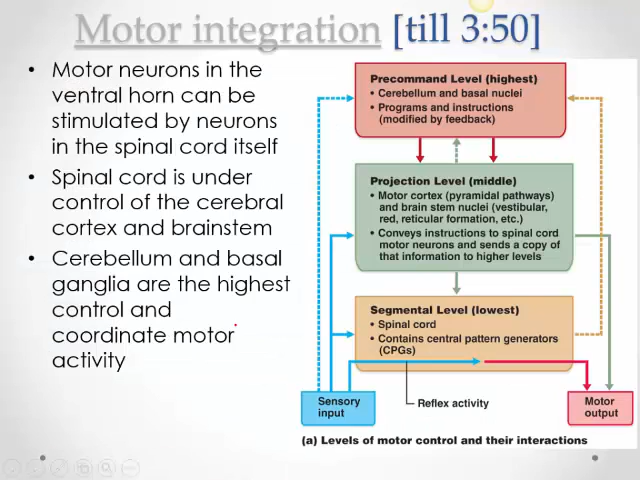 Motor integration [till 3:50]
• Motor neurons in the
ventral horn can be
stimulated by neurons
in the spinal cord itself
• Spinal cord is under
control of the cerebral
cortex and brainstem
• Cerebellum and basal
ganglia are the highest
control and
coordinate motor
activity
Precommand Level (highest)
• Cerebellum and basal nuclei
• Programs and instructions
(modified by feedback)
Projection Level (middle)
• Motor cortex (pyramidal pathways)
and brain stem nuclei (vestibular,
red, reticular formation, etc.)
• Conveys instructions to spinal cord
motor neurons and sends a copy of
that information to higher levels
Segmental Level (lowest)
• Spinal cord
• Contains central pattern generators
(CPGs)
Sensory
input
Reflex activity
Motor
output
(a) Levels of motor control and their interactions